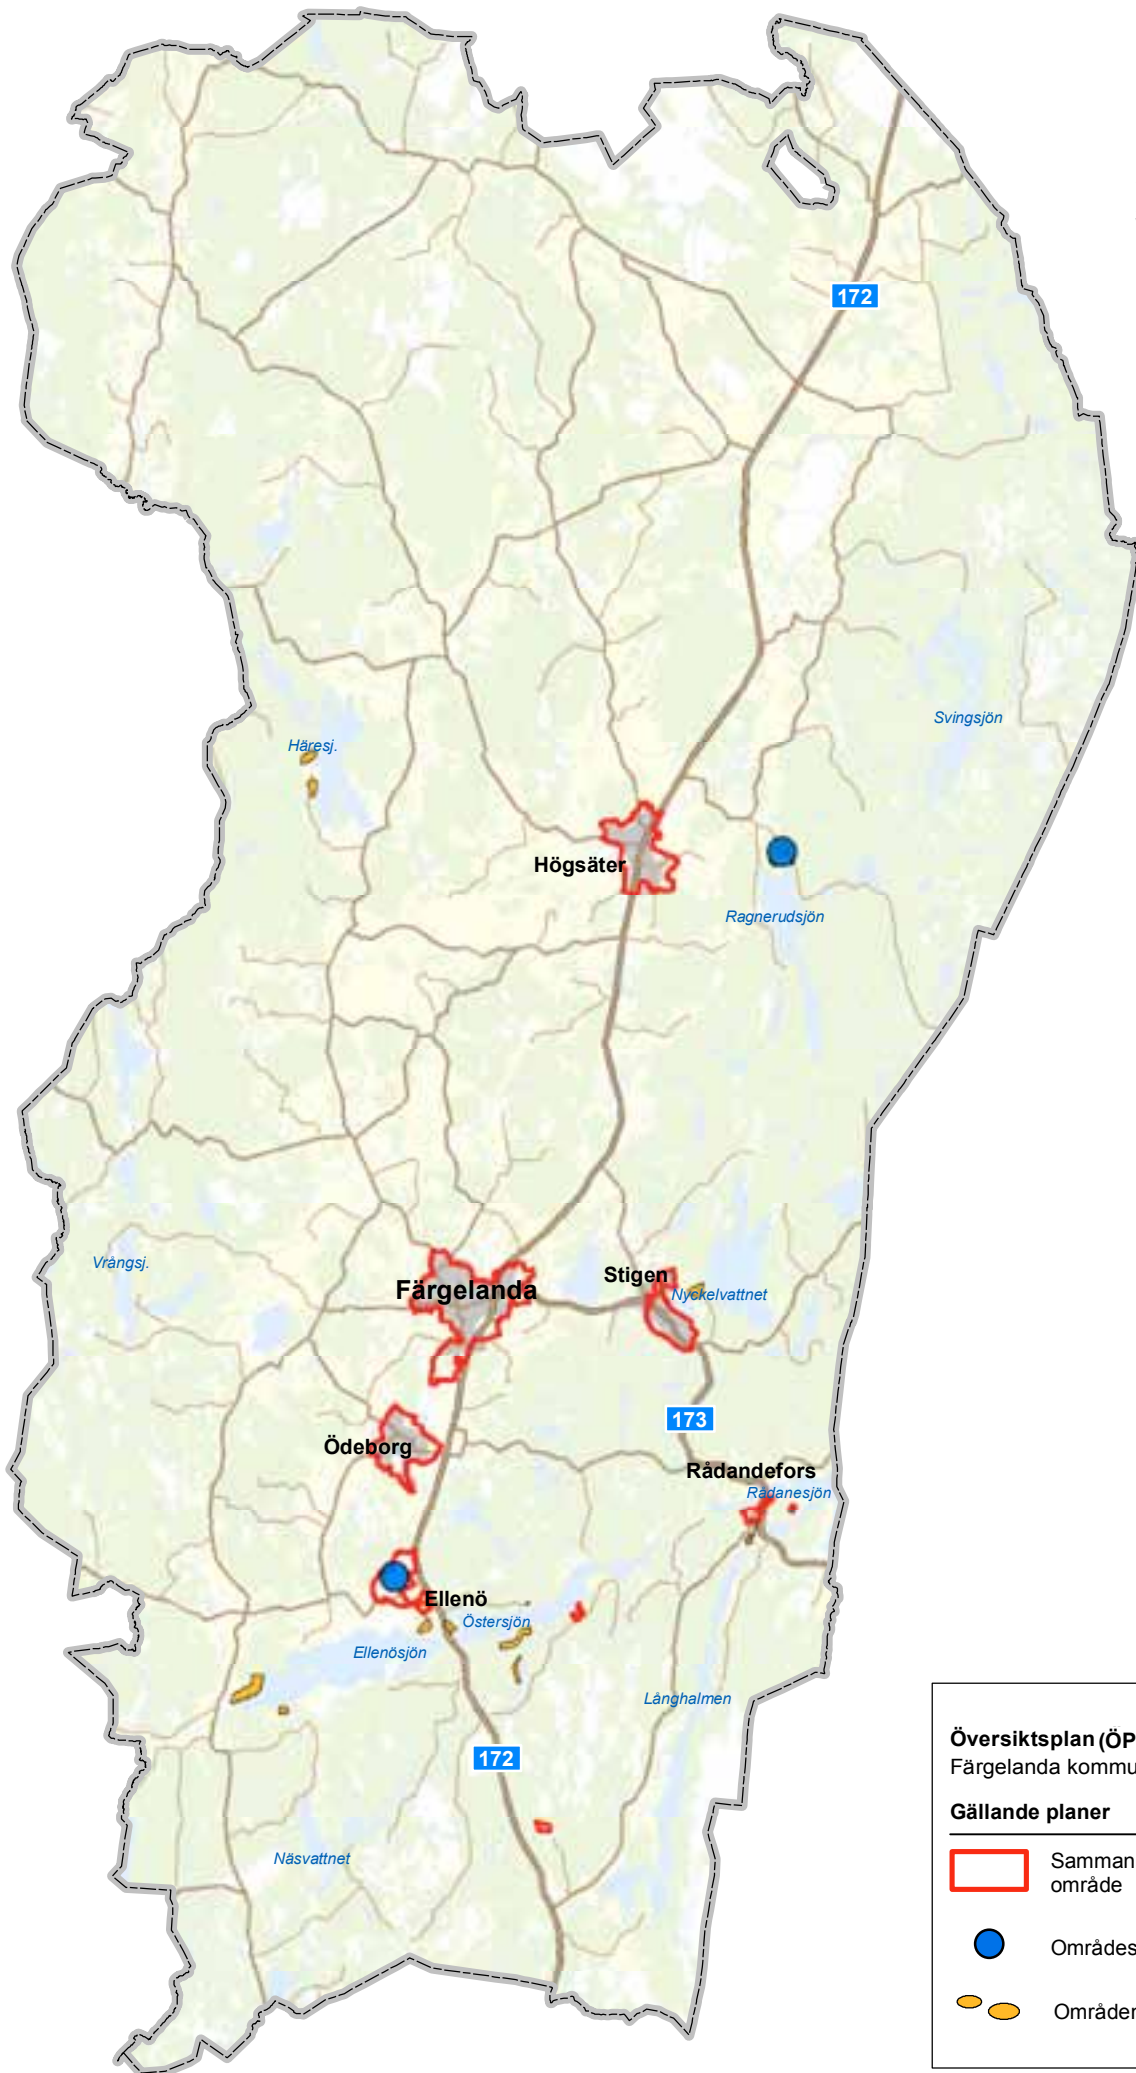 172
Svingsjön
Häresj.
Högsäter
Ragnerudsjön
Vrångsj.
Färgelanda
Stigen
Nyckelvattnet
173
Ödeborg
Rådandefors
Rådanesjön
Ellenö
Östersjön
Ellenösjön
Långhalmen
172
Näsvattnet
Översiktsplan (ÖP
Färgelanda kommu
Gällande planer
Samman
område
Områdes
Områden